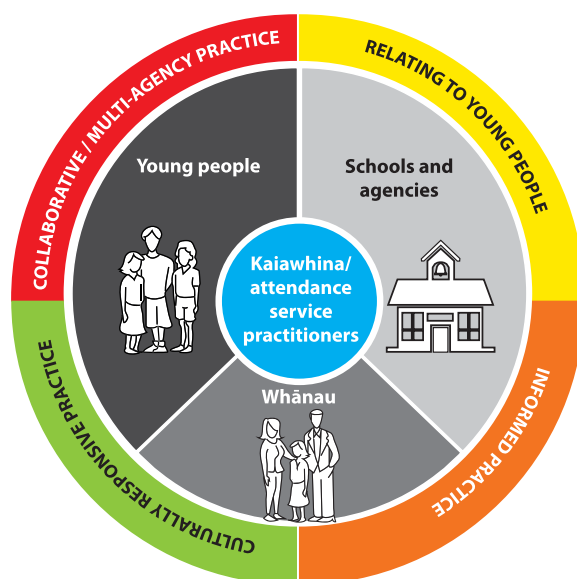 COLLABORATIVE / MULTI-AGENCY PRACTICE
RELATING TO YOUNG PEOPLE
Young people
Schools and
agencies
Kaiawhina/
attendance
service
practitioners
Whānau
CULTURALLY RESPONSIVE PRACTICE
INFORMED PRACTICE